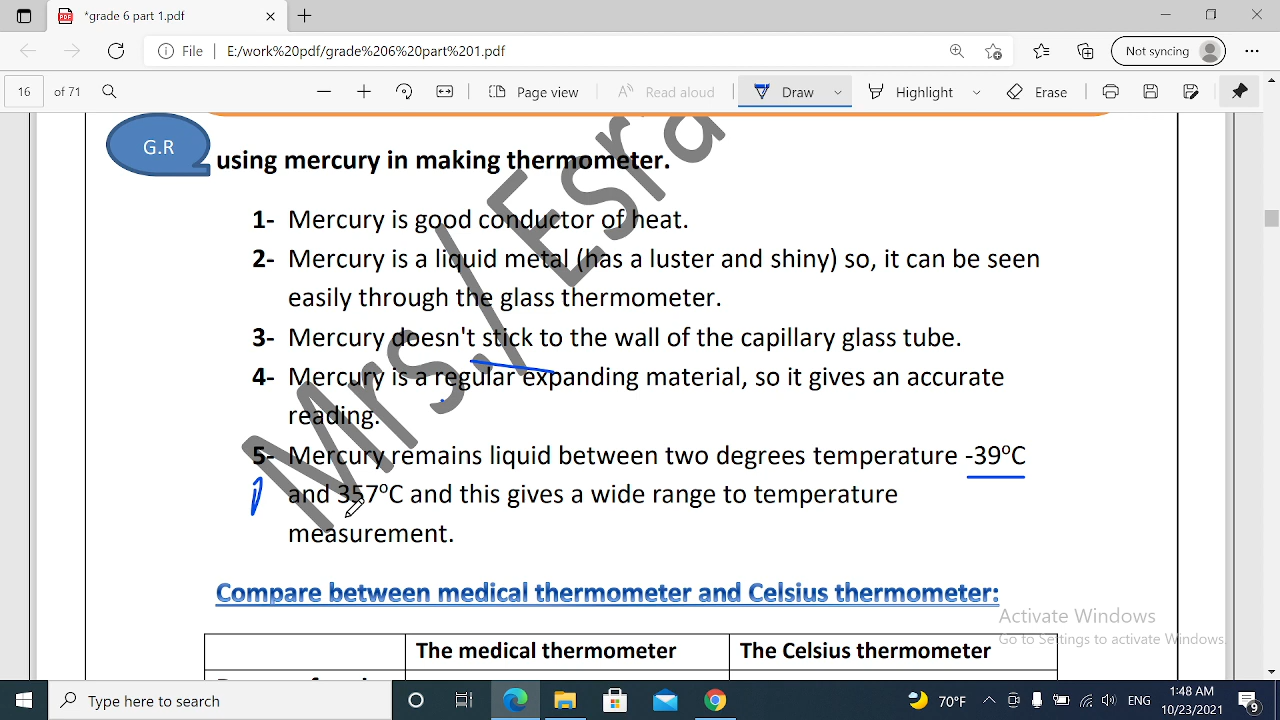 *grade 6 part 1.pdf
File | E:/work%20pdf/grade%206%20part%201.pdf
Not syncing
16 of 71
Page view
Read aloud
Draw
Highlight
Erase
G.R
using mercury in making thermometer.
1- Mercury is good conductor of heat.
2- Mercury is a liquid metal (has a luster and shiny) so, it can be seen
easily through the glass thermometer.
3- Mercury doesn't stick to the wall of the capillary glass tube.
4- Mercury is a regular expanding material, so it gives an accurate
reading.
5- Mercury remains liquid between two degrees temperature -39°C
and 357°C and this gives a wide range to temperature
measurement.
Mrs./ Esra
Compare between medical thermometer and Celsius thermometer:
The medical thermometer
The Celsius thermometer
Activate Windows
Go to Settings to activate Windows.
Type here to search
70°F
ENG
1:48 AM
10/23/2021